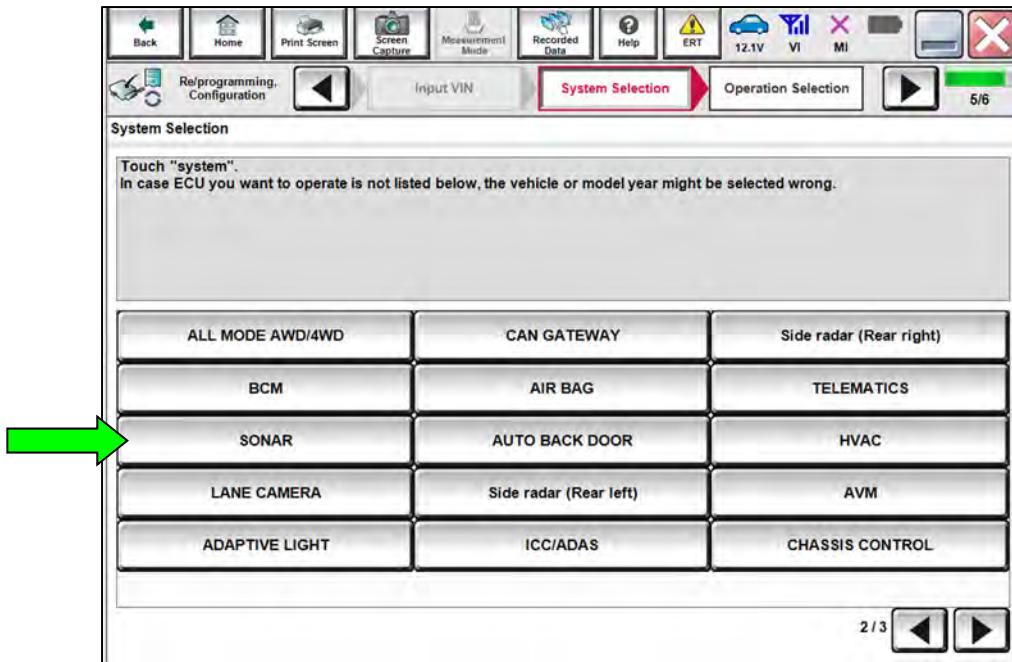 Back
Home
Print Screen
Screen
Capture
Measurement
Mode
Recorded
Data
Help
ERT
12.1V
VI
MI
Re/programming,
Configuration
Input VIN
System Selection
Operation Selection
5/6
System Selection
Touch "system".
In case ECU you want to operate is not listed below, the vehicle or model year might be selected wrong.
ALL MODE AWD/4WD
CAN GATEWAY
Side radar (Rear right)
BCM
AIR BAG
TELEMATICS
SONAR
AUTO BACK DOOR
HVAC
LANE CAMERA
Side radar (Rear left)
AVM
ADAPTIVE LIGHT
ICC/ADAS
CHASSIS CONTROL
2/3